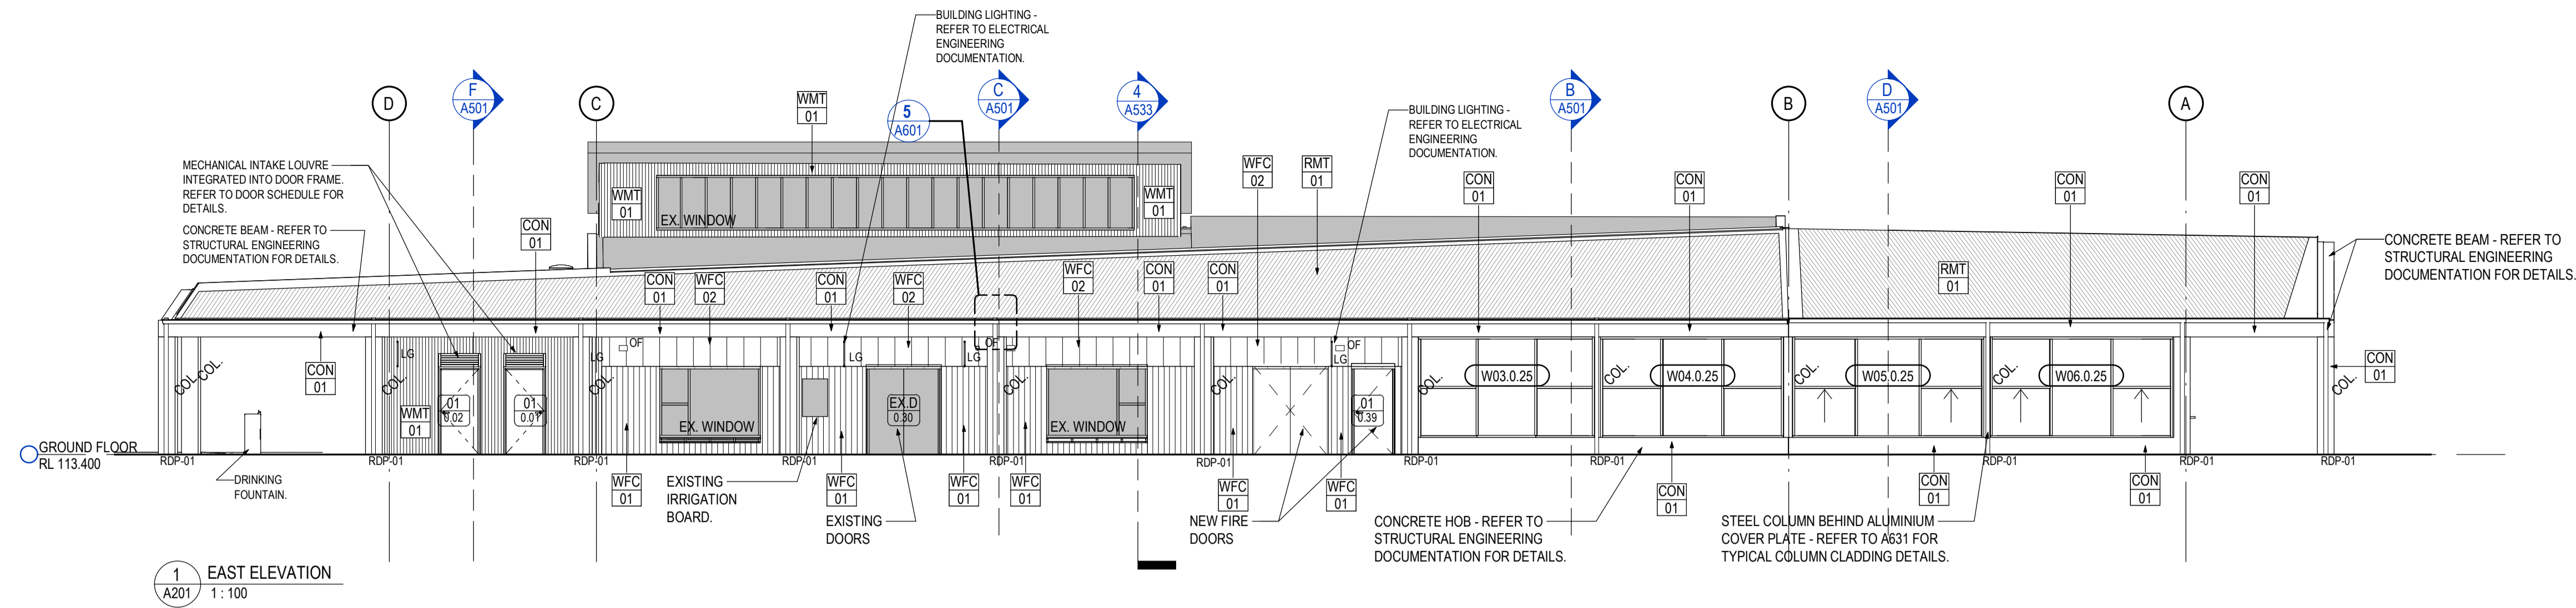 BUILDING LIGHTING -
REFER TO ELECTRICAL
ENGINEERING
DOCUMENTATION.
D
F
A501
C
WMT
01
5
A601
C
A501
4
A533
BUILDING LIGHTING -
REFER TO ELECTRICAL
ENGINEERING
DOCUMENTATION.
B
A501
B
D
A501
A
MECHANICAL INTAKE LOUVRE
INTEGRATED INTO DOOR FRAME.
REFER TO DOOR SCHEDULE FOR
DETAILS.
CONCRETE BEAM - REFER TO
STRUCTURAL ENGINEERING
DOCUMENTATION FOR DETAILS.
CON
01
WMT
01
EX. WINDOW
WMT
01
WFC
02
RMT
01
CON
01
CON
01
CON
01
CON
01
CONCRETE BEAM - REFER TO
STRUCTURAL ENGINEERING
DOCUMENTATION FOR DETAILS.
CON
01
WFC
02
CON
01
WFC
02
WFC
02
CON
01
CON
01
RMT
01
COL.
COL.
CON
01
COL.
LG
WMT
01
01
0.02
01
0.01
LG
COL.
OF
EX. WINDOW
LG
EX.D
0.30
LG
OF
EX. WINDOW
COL.
OF
LG
01
0.39
COL.
W03.0.25
COL.
W04.0.25
COL.
W05.0.25
COL.
W06.0.25
COL.
CON
01
GROUND FLOOR
RL 113.400
RDP-01
RDP-01
RDP-01
RDP-01
RDP-01
RDP-01
RDP-01
RDP-01
RDP-01
RDP-01
RDP-01
DRINKING
FOUNTAIN.
WFC
01
EXISTING
IRRIGATION
BOARD.
WFC
01
EXISTING
DOORS
WFC
01
WFC
01
WFC
01
NEW FIRE
DOORS
WFC
01
CONCRETE HOB - REFER TO
STRUCTURAL ENGINEERING
DOCUMENTATION FOR DETAILS.
CON
01
STEEL COLUMN BEHIND ALUMINIUM
COVER PLATE - REFER TO A631 FOR
TYPICAL COLUMN CLADDING DETAILS.
CON
01
CON
01
1
A201
EAST ELEVATION
1 : 100